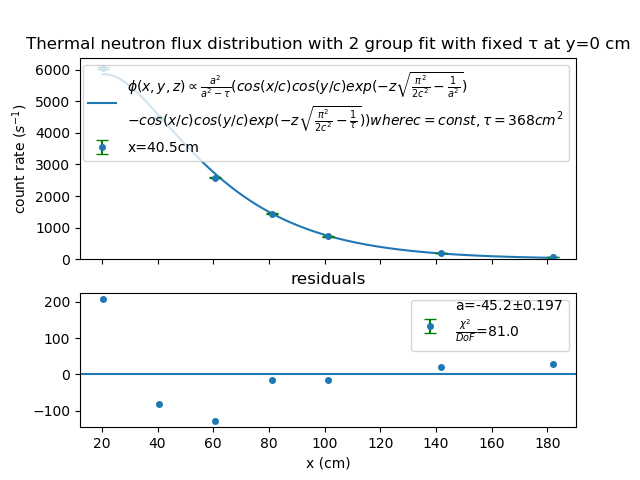 Thermal neutron flux distribution with 2 group fit with fixed τ at y=0 cm
count rate (s⁻¹)
6000
5000
4000
3000
2000
1000
0
ϕ(x, y, z) ∝ a²/(a²−τ) (cos(x/c)cos(y/c)exp(−z√(π²/2c² − 1/a²))
−cos(x/c)cos(y/c)exp(−z√(π²/2c² − 1/τ)))wherec = const, τ = 368cm²
x=40.5cm
residuals
200
100
0
−100
a=-45.2±0.197
χ²/DoF=81.0
20 40 60 80 100 120 140 160 180
x (cm)